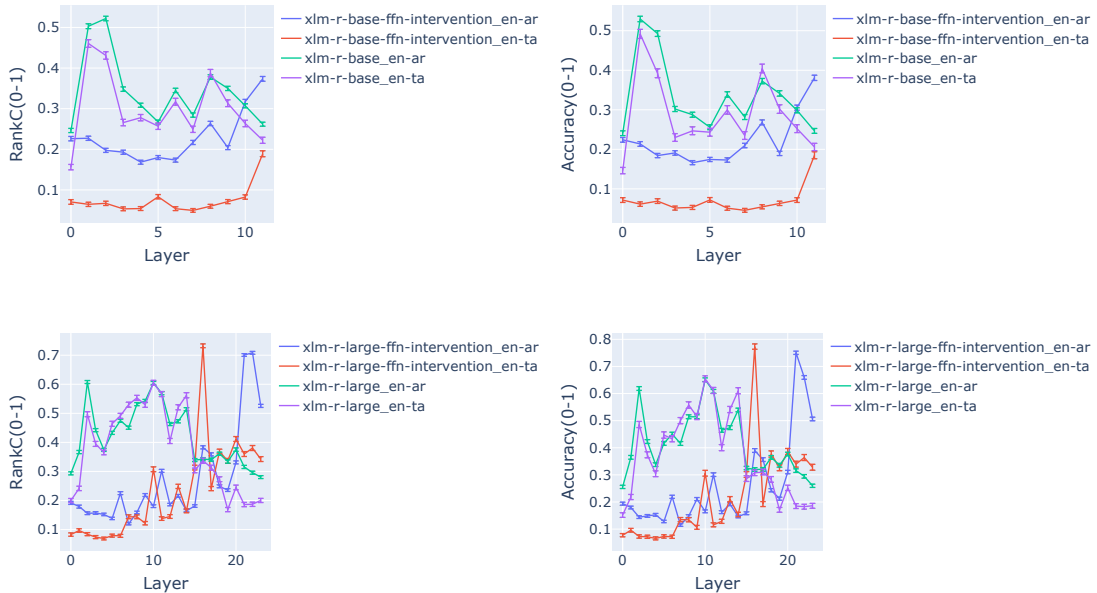 RankC(0-1)
0.5
0.4
0.3
0.2
0.1
0
5
10
Layer
xlm-r-base-ffn-intervention_en-ar
xlm-r-base-ffn-intervention_en-ta
xlm-r-base_en-ar
xlm-r-base_en-ta
Accuracy(0-1)
0.5
0.4
0.3
0.2
0.1
0
5
10
Layer
xlm-r-base-ffn-intervention_en-ar
xlm-r-base-ffn-intervention_en-ta
xlm-r-base_en-ar
xlm-r-base_en-ta
RankC(0-1)
0.7
0.6
0.5
0.4
0.3
0.2
0.1
0
10
20
Layer
xlm-r-large-ffn-intervention_en-ar
xlm-r-large-ffn-intervention_en-ta
xlm-r-large_en-ar
xlm-r-large_en-ta
Accuracy(0-1)
0.8
0.7
0.6
0.5
0.4
0.3
0.2
0.1
0
10
20
Layer
xlm-r-large-ffn-intervention_en-ar
xlm-r-large-ffn-intervention_en-ta
xlm-r-large_en-ar
xlm-r-large_en-ta